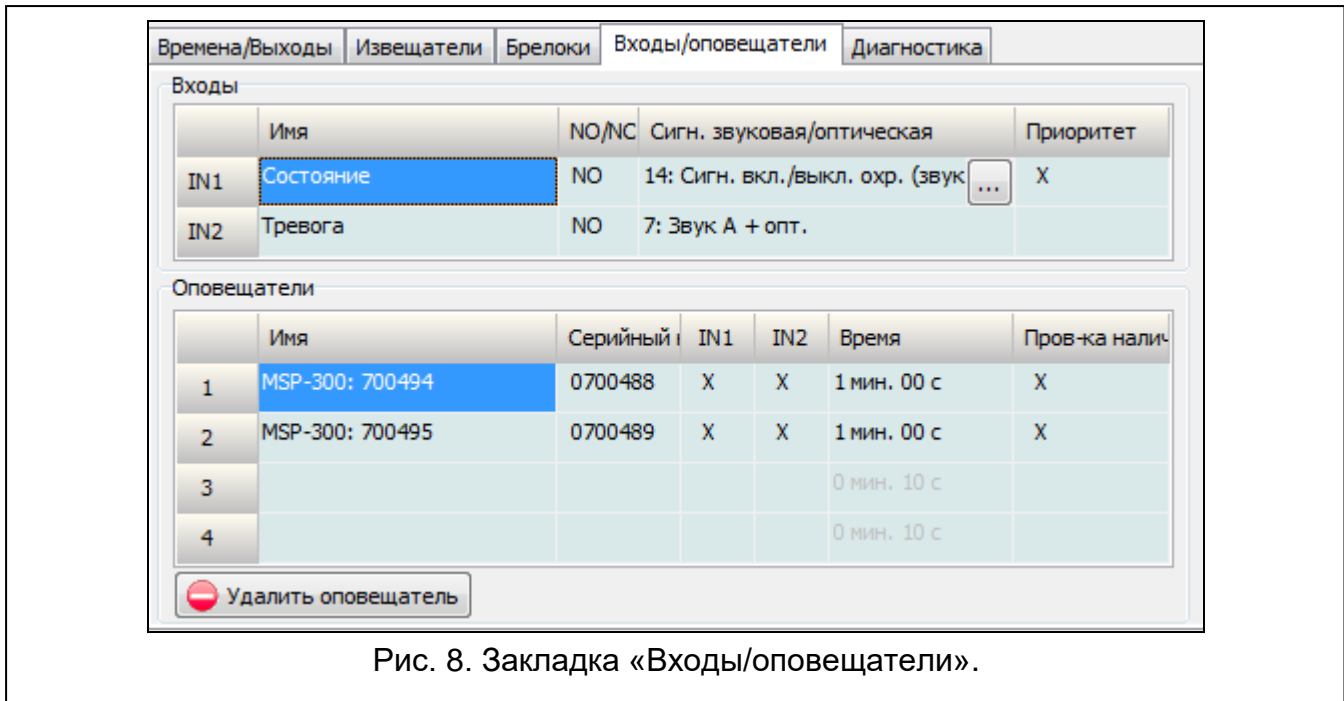 Времена/Выходы Извещатели Брелоки Входы/оповещатели Диагностика
Входы
Имя NO/NC Сигн. звуковая/оптическая Приоритет
IN1 Состояние NO 14: Сигн. вкл./выкл. охр. (звук ... X
IN2 Тревога NO 7: Звук А + опт.
Оповещатели
Имя Серийный IN1 IN2 Время Пров-ка налич
1 MSP-300: 700494 0700488 X X 1 мин. 00 с X
2 MSP-300: 700495 0700489 X X 1 мин. 00 с X
3 0 мин. 10 с
4 0 мин. 10 с
Удалить оповещатель
Рис. 8. Закладка «Входы/оповещатели».